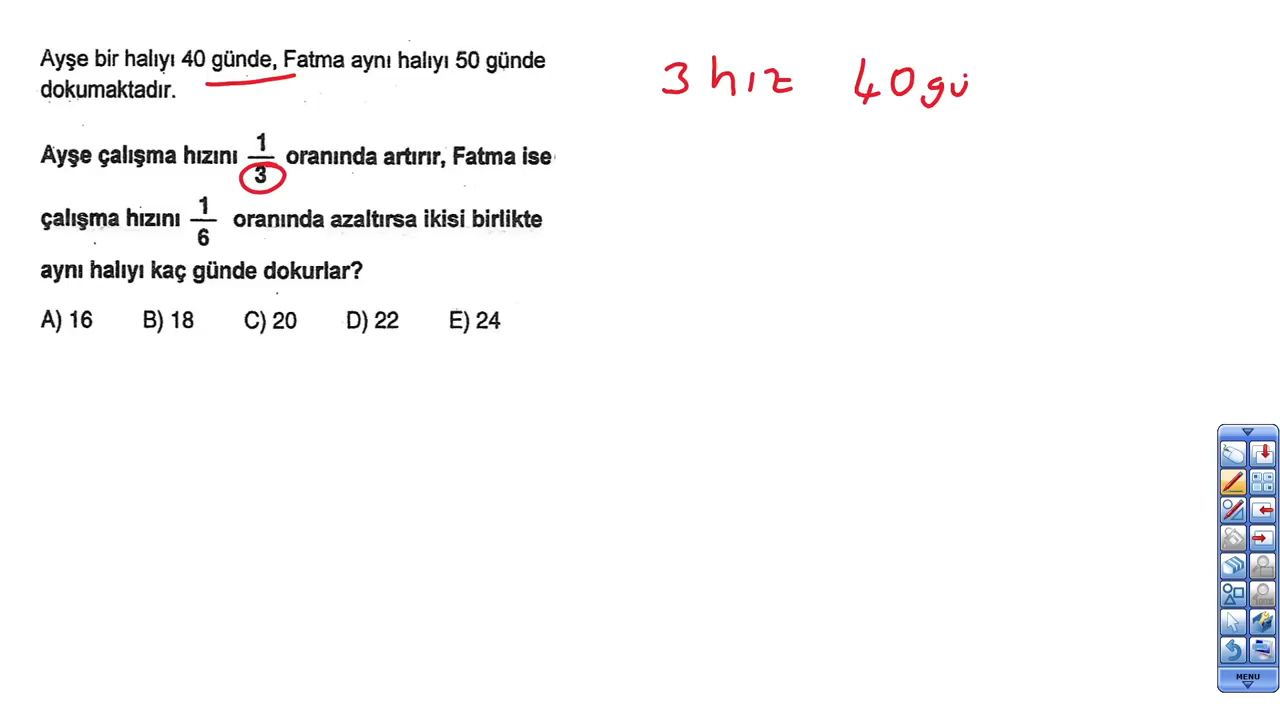 Ayşe bir halıyı 40 günde, Fatma aynı halıyı 50 günde
dokumaktadır.
Ayşe çalışma hızını 1/3 oranında artırır, Fatma ise
çalışma hızını 1/6 oranında azaltırsa ikisi birlikte
aynı halıyı kaç günde dokurlar?
A) 16 B) 18 C) 20 D) 22 E) 24
3 hız 40 gü
MENU